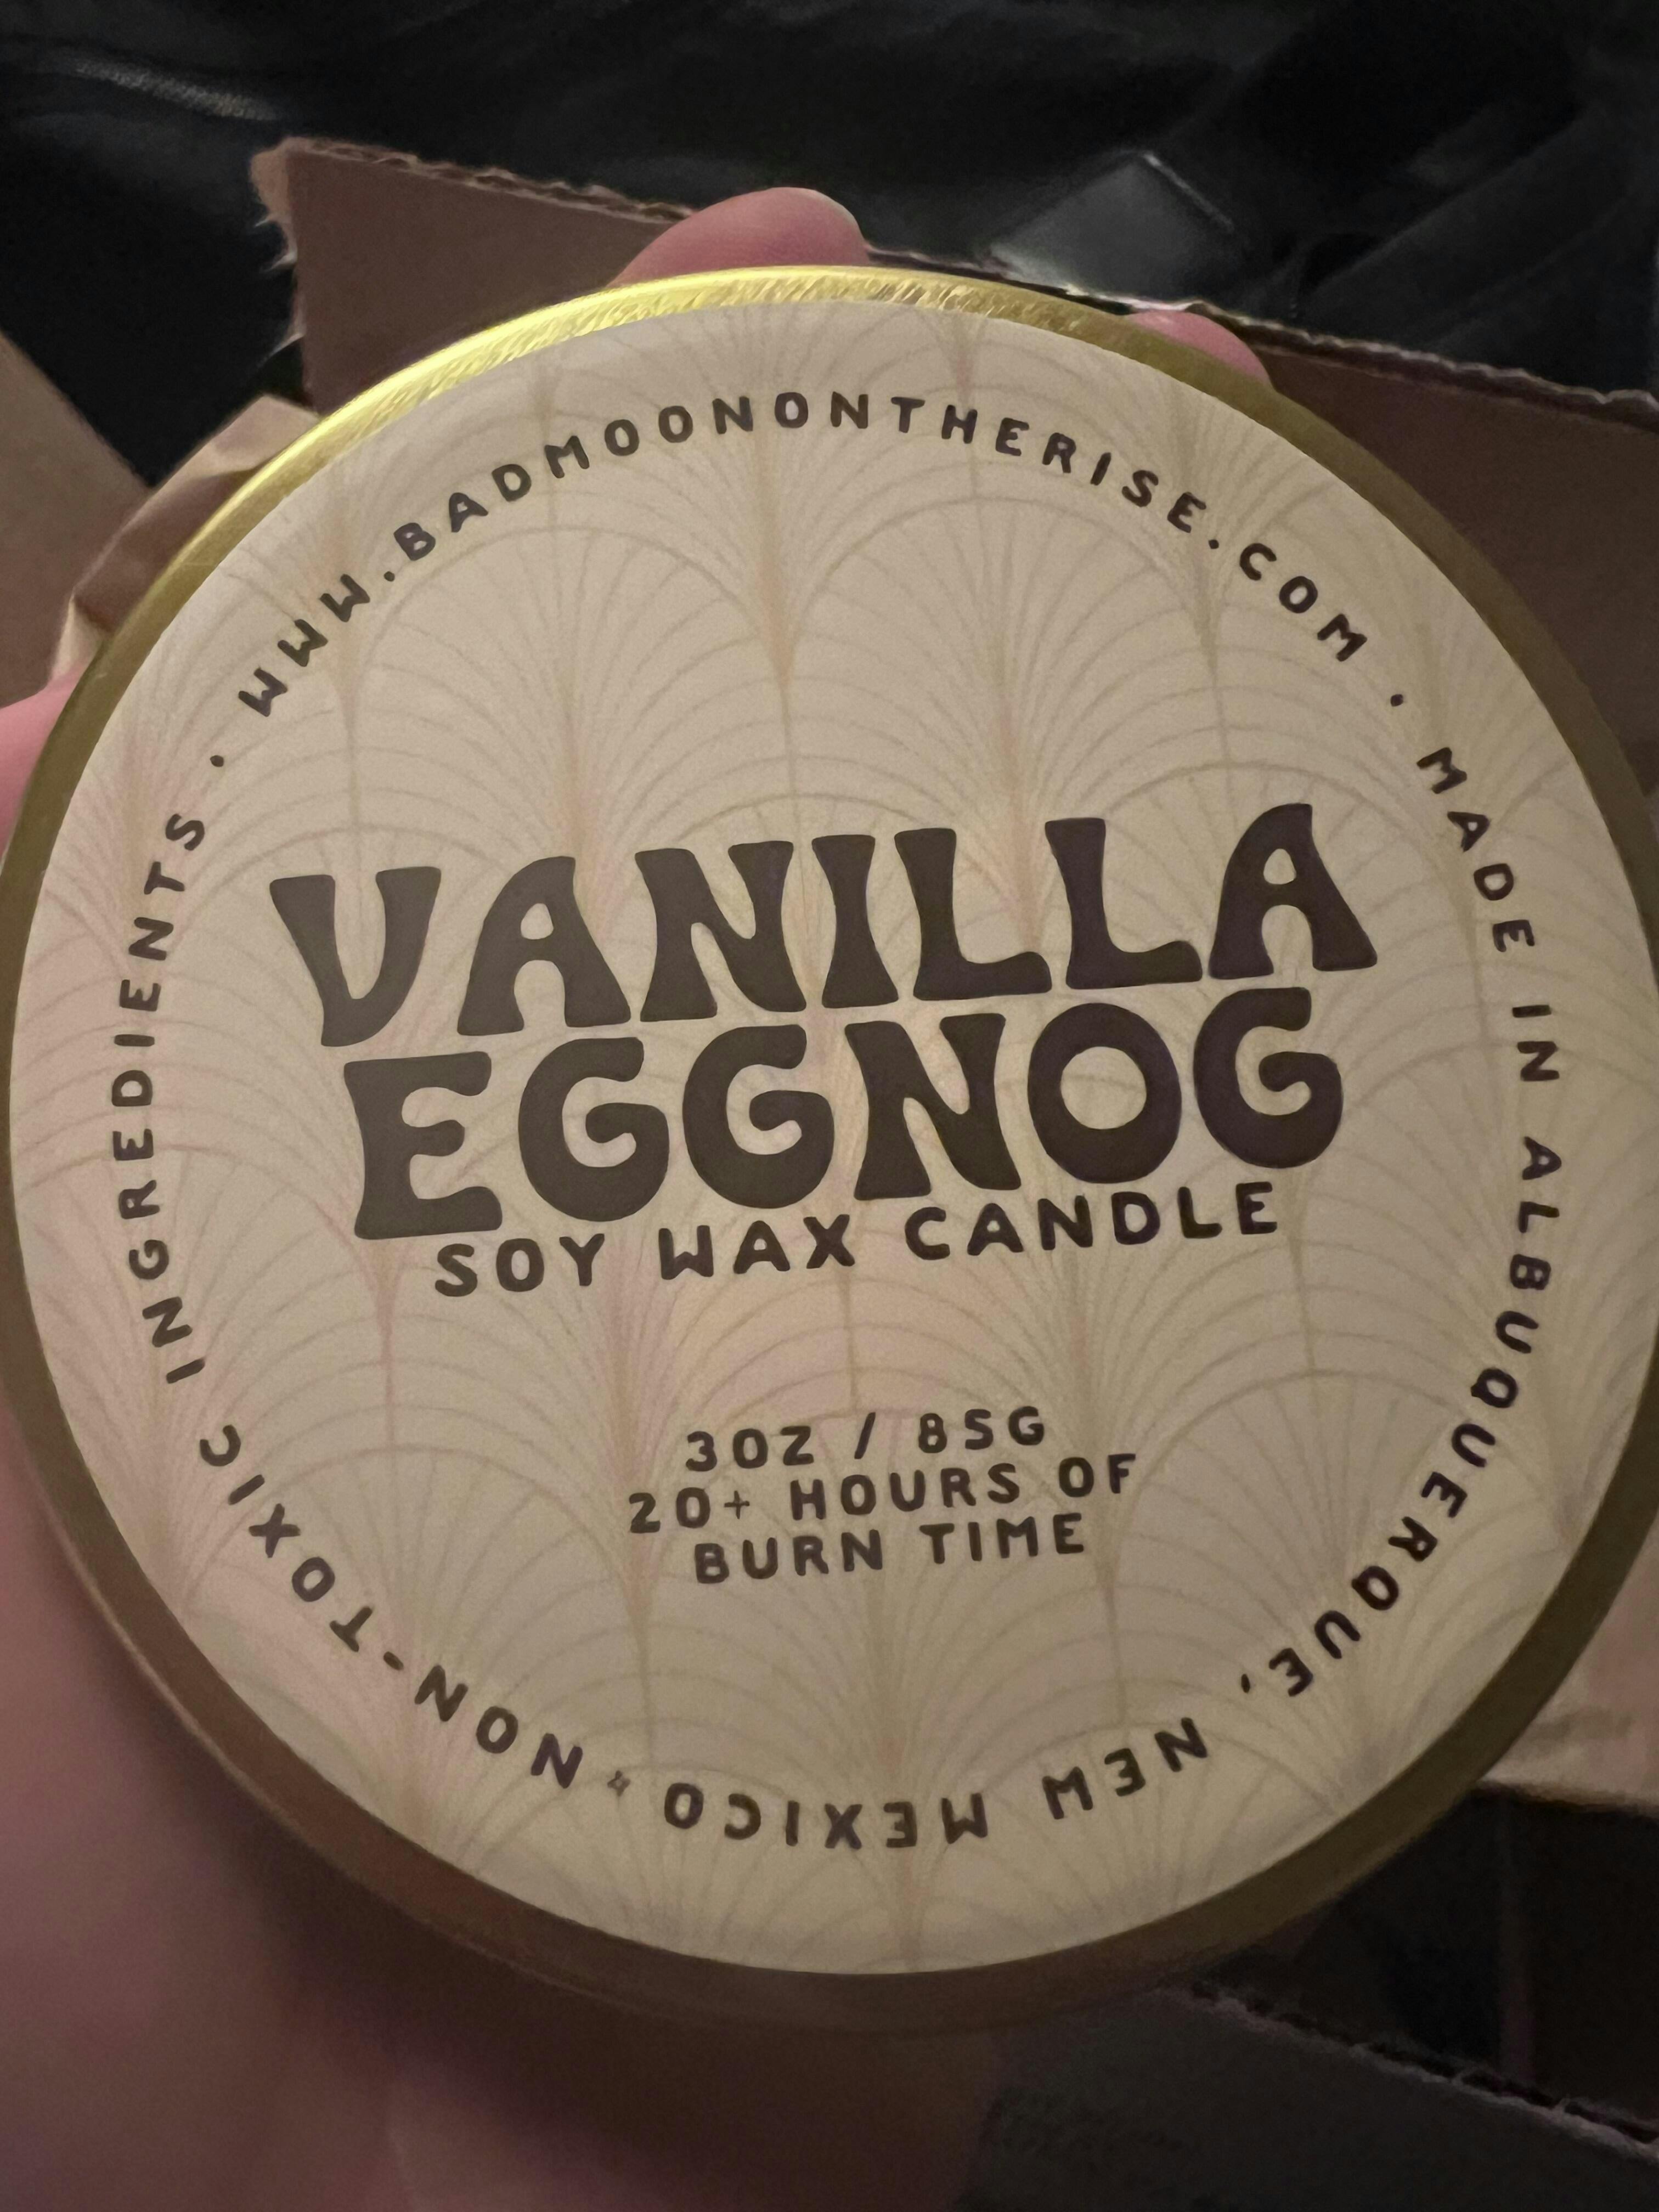 WWW.BADMOONONTHERISE.COM · MADE IN ALBUQUERQUE, NEW MEXICO · NON-TOXIC INGREDIENTS ·
VANILLA
EGGNOG
SOY WAX CANDLE
3OZ / 85G
20+ HOURS OF
BURN TIME